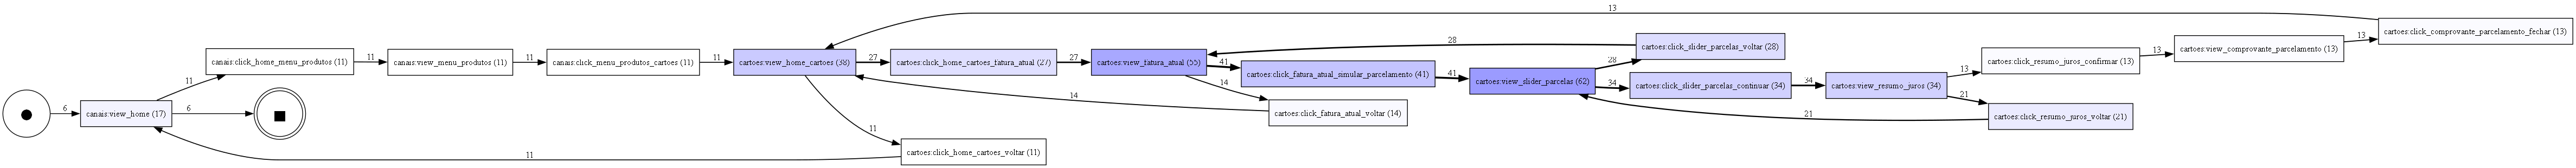 6
canais:view_home (17)
11
6
canais:click_home_menu_produtos (11)
11
canais:view_menu_produtos (11)
11
canais:click_menu_produtos_cartoes (11)
11
cartoes:view_home_cartoes (38)
27
cartoes:click_home_cartoes_fatura_atual (27)
27
cartoes:view_fatura_atual (55)
41
cartoes:click_fatura_atual_simular_parcelamento (41)
41
cartoes:view_slider_parcelas (62)
28
cartoes:click_slider_parcelas_voltar (28)
28
34
cartoes:click_slider_parcelas_continuar (34)
34
cartoes:view_resumo_juros (34)
13
cartoes:click_resumo_juros_confirmar (13)
13
cartoes:view_comprovante_parcelamento (13)
13
cartoes:click_comprovante_parcelamento_fechar (13)
13
21
cartoes:click_resumo_juros_voltar (21)
21
14
cartoes:click_fatura_atual_voltar (14)
14
11
cartoes:click_home_cartoes_voltar (11)
11